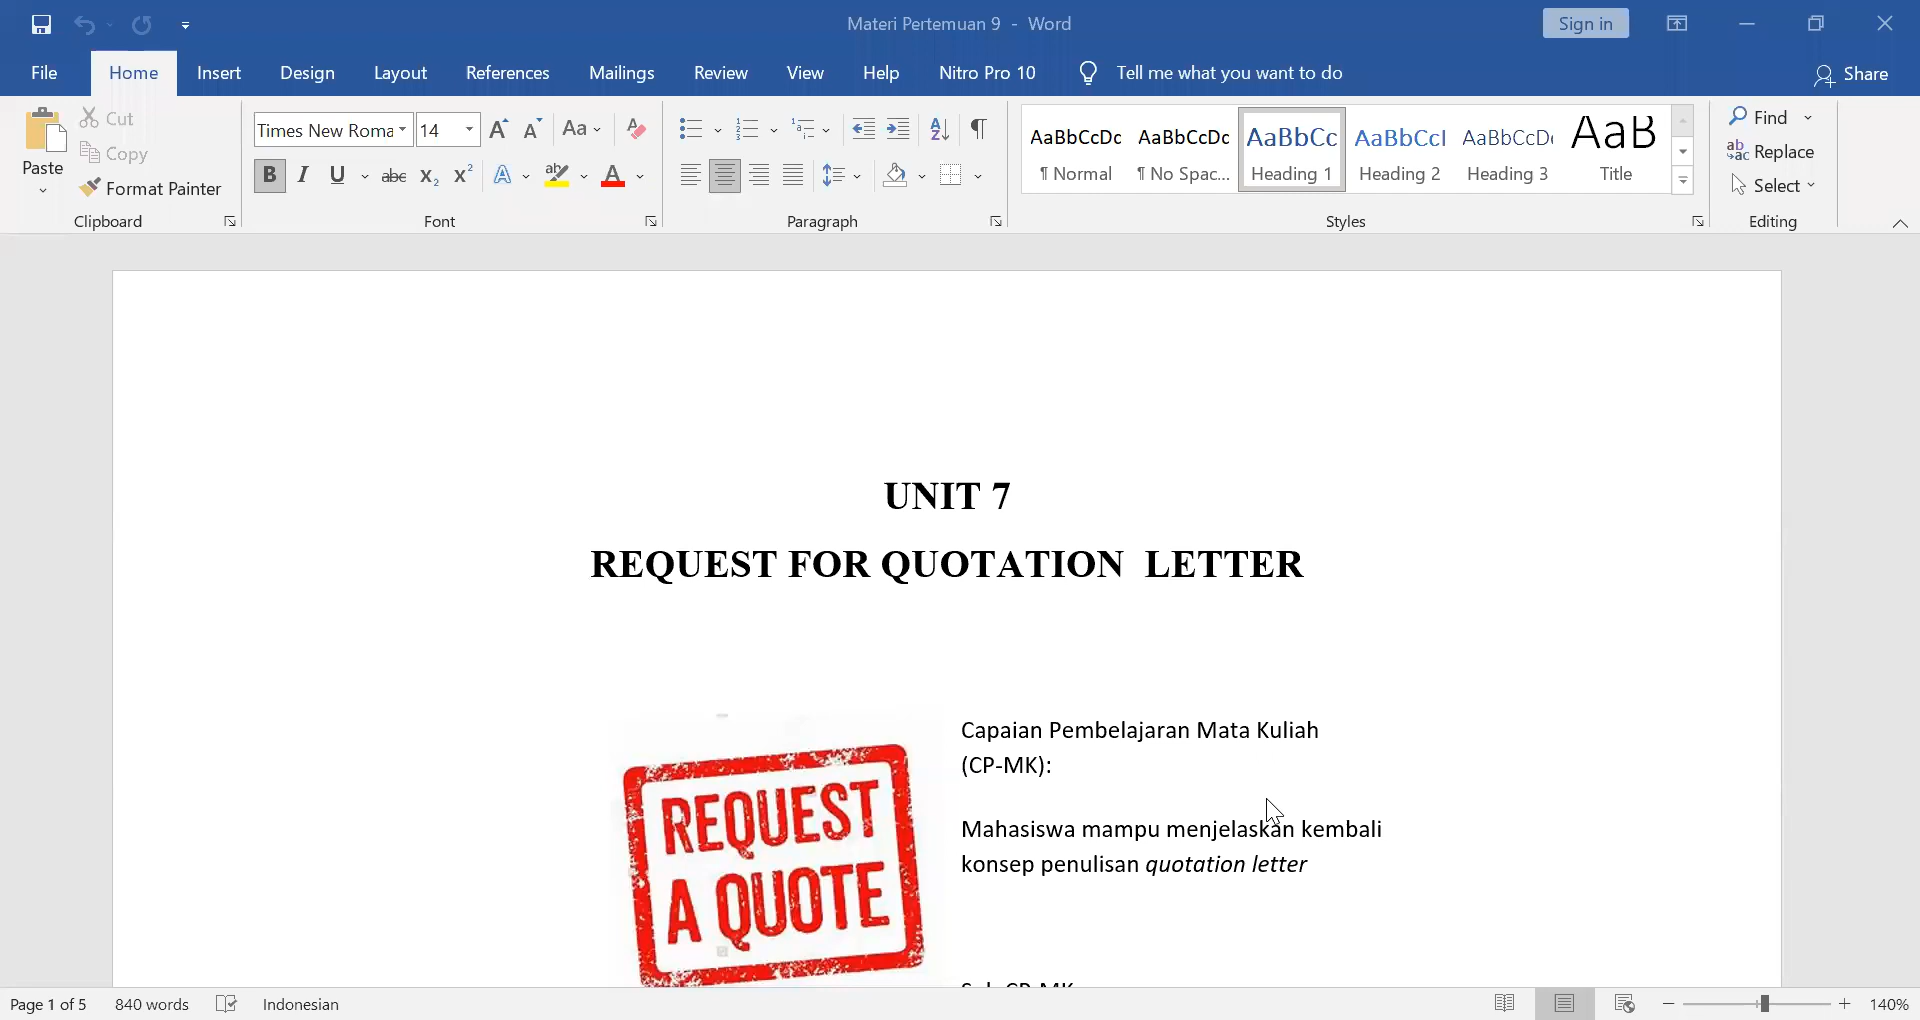 Materi Pertemuan 9 - Word
Sign in
File Home Insert Design Layout References Mailings Review View Help Nitro Pro 10 Tell me what you want to do Share
Paste
Cut
Copy
Format Painter
Clipboard
Times New Roma 14
Font
Paragraph
AaBbCcDc AaBbCcDc AaBbCc AaBbCcI AaBbCcD AaB
¶ Normal ¶ No Spac... Heading 1 Heading 2 Heading 3 Title
Styles
Find
Replace
Select
Editing
UNIT 7
REQUEST FOR QUOTATION LETTER
REQUEST
A QUOTE
Capaian Pembelajaran Mata Kuliah
(CP-MK):
Mahasiswa mampu menjelaskan kembali
konsep penulisan quotation letter
Page 1 of 5 840 words Indonesian 140%